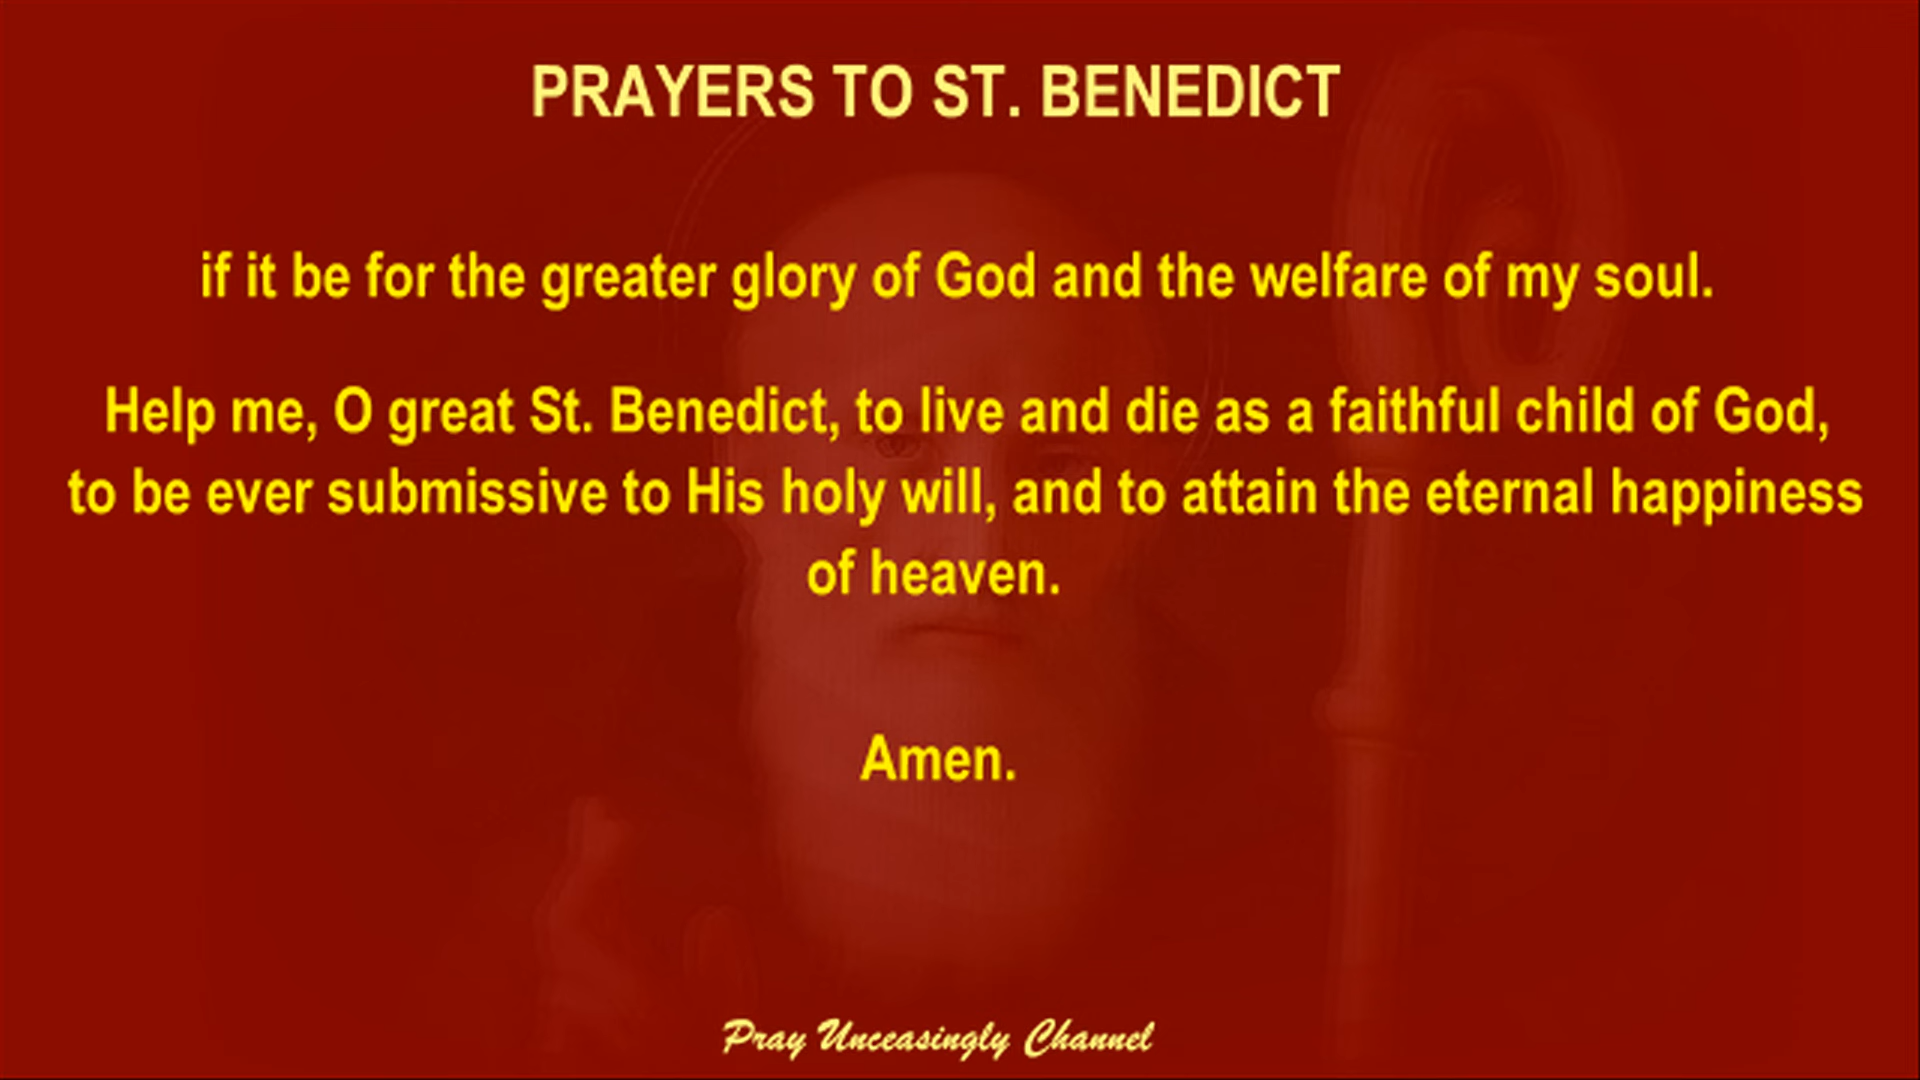 PRAYERS TO ST. BENEDICT
if it be for the greater glory of God and the welfare of my soul.
Help me, O great St. Benedict, to live and die as a faithful child of God,
to be ever submissive to His holy will, and to attain the eternal happiness
of heaven.
Amen.
Pray Unceasingly Channel